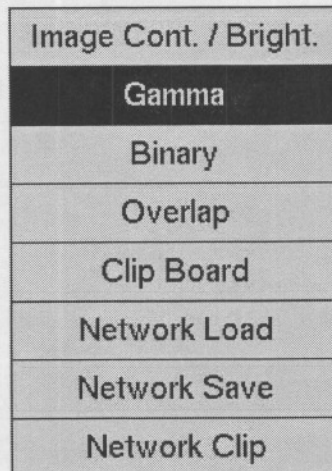 Image Cont. / Bright.
Gamma
Binary
Overlap
Clip Board
Network Load
Network Save
Network Clip